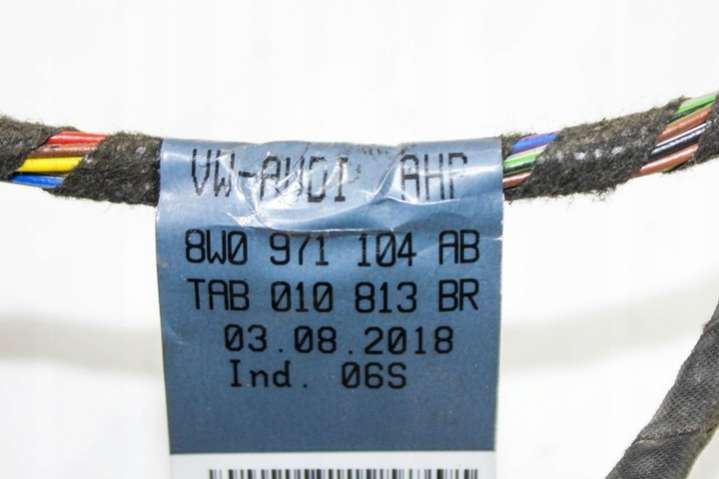 VW-AUDI AHP
8W0 971 104 AB
TAB 010 813 BR
03.08.2018
Ind. 06S